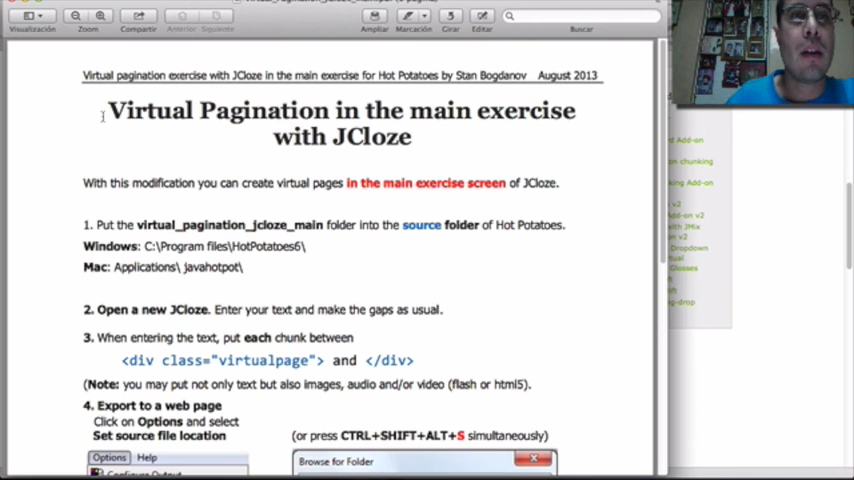 Visualización
Zoom
Compartir
Anterior
Siguiente
Ampliar
Marcación
Girar
Editar
Buscar
Virtual pagination exercise with JCloze in the main exercise for Hot Potatoes by Stan Bogdanov August 2013
Virtual Pagination in the main exercise
with JCloze
With this modification you can create virtual pages in the main exercise screen of JCloze.
1. Put the virtual_pagination_jcloze_main folder into the source folder of Hot Potatoes.
Windows: C:\Program files\HotPotatoes6\
Mac: Applications\ javahotpot\
2. Open a new JCloze. Enter your text and make the gaps as usual.
3. When entering the text, put each chunk between
<div class="virtualpage"> and </div>
(Note: you may put not only text but also images, audio and/or video (flash or html5).
4. Export to a web page
Click on Options and select
Set source file location
(or press CTRL+SHIFT+ALT+S simultaneously)
Options Help
Browse for Folder
Add-on
chunking
Add-on
v2
Add-on v2
with JMix
on v2
Dropdown
Glosses